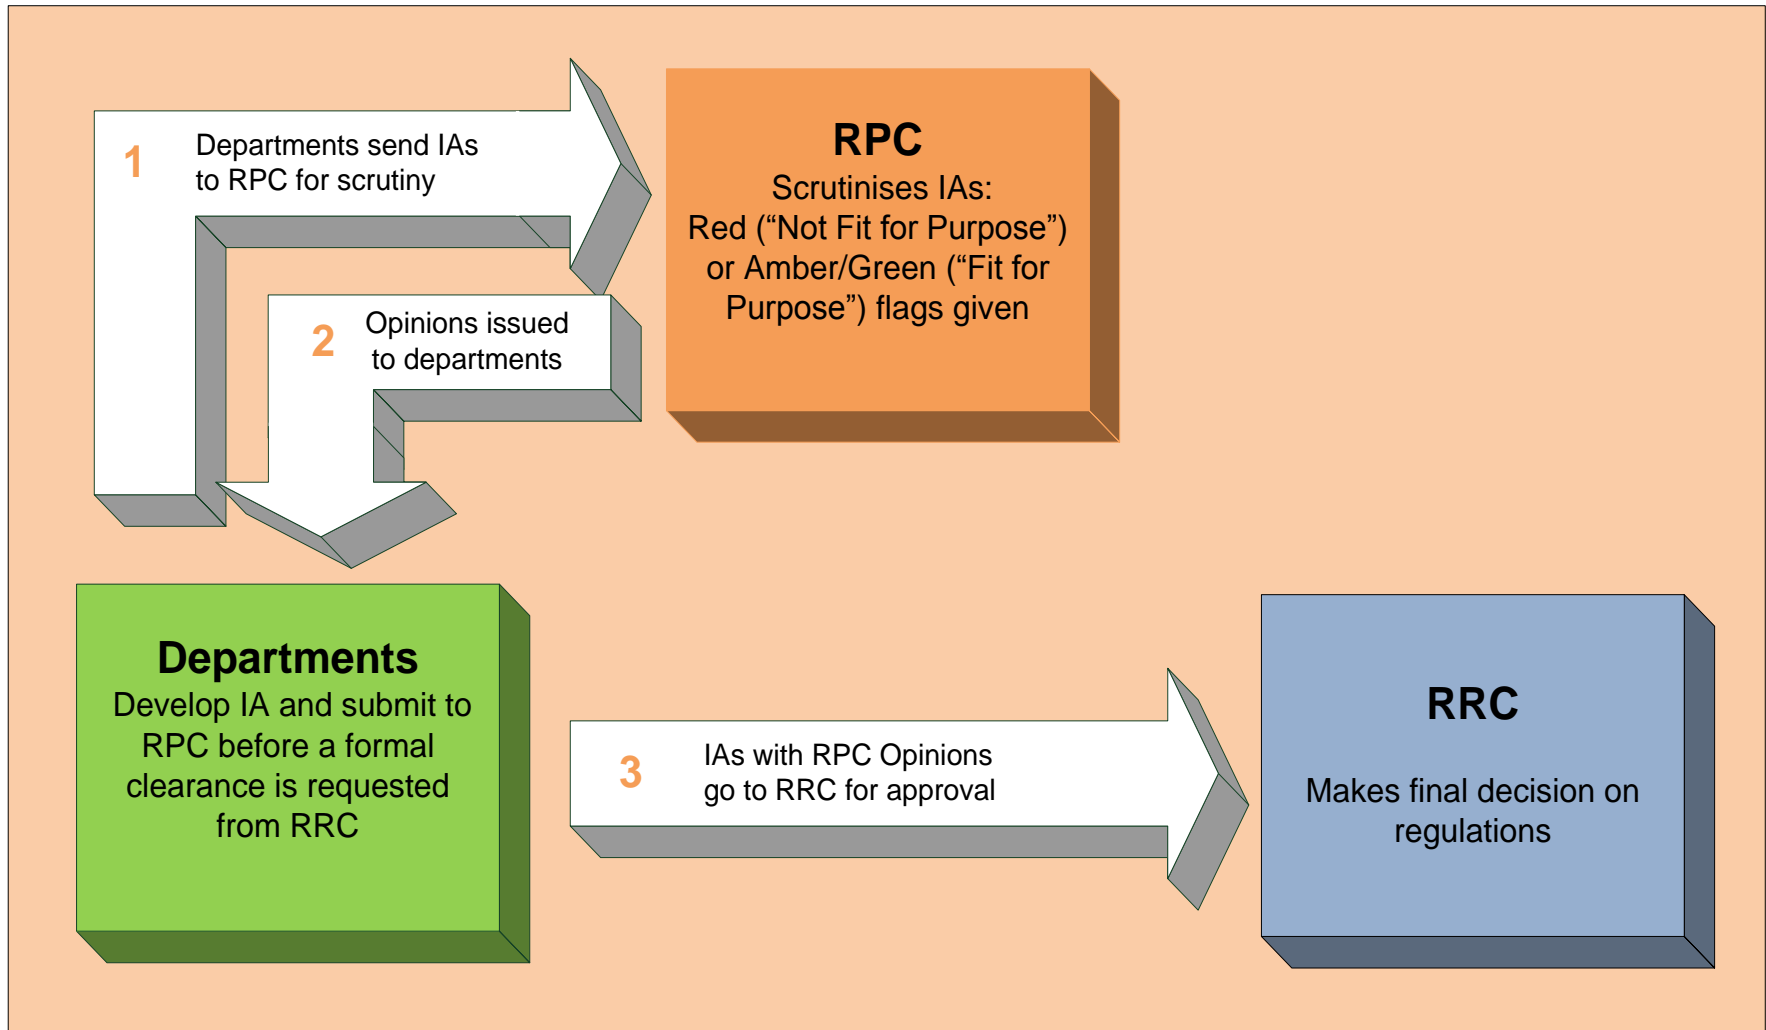 1
Departments send IAs
to RPC for scrutiny
RPC
Scrutinises IAs:
Red (“Not Fit for Purpose”)
or Amber/Green (“Fit for
Purpose”) flags given
2
Opinions issued
to departments
Departments
Develop IA and submit to
RPC before a formal
clearance is requested
from RRC
3
IAs with RPC Opinions
go to RRC for approval
RRC
Makes final decision on
regulations